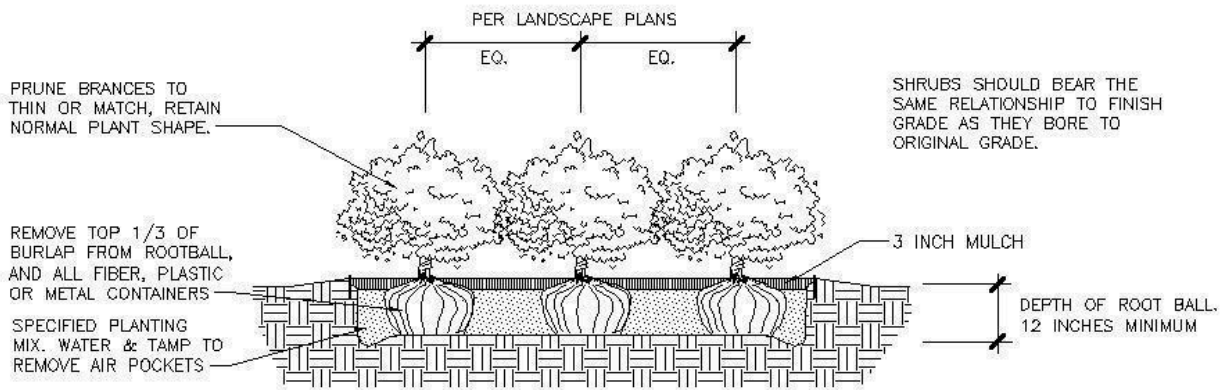 PER LANDSCAPE PLANS
EQ. EQ.
PRUNE BRANCES TO
THIN OR MATCH, RETAIN
NORMAL PLANT SHAPE.
SHRUBS SHOULD BEAR THE
SAME RELATIONSHIP TO FINISH
GRADE AS THEY BORE TO
ORIGINAL GRADE.
REMOVE TOP 1/3 OF
BURLAP FROM ROOTBALL,
AND ALL FIBER, PLASTIC
OR METAL CONTAINERS
3 INCH MULCH
SPECIFIED PLANTING
MIX. WATER & TAMP TO
REMOVE AIR POCKETS
DEPTH OF ROOT BALL.
12 INCHES MINIMUM